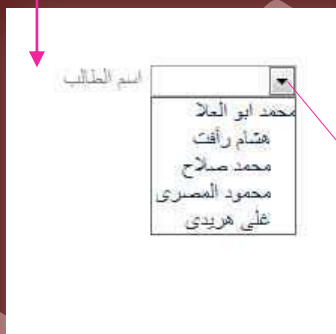 اسم الطالب
محمد ابو العلا
هشام رأفت
محمد صلاح
محمود المصرى
على هريدى